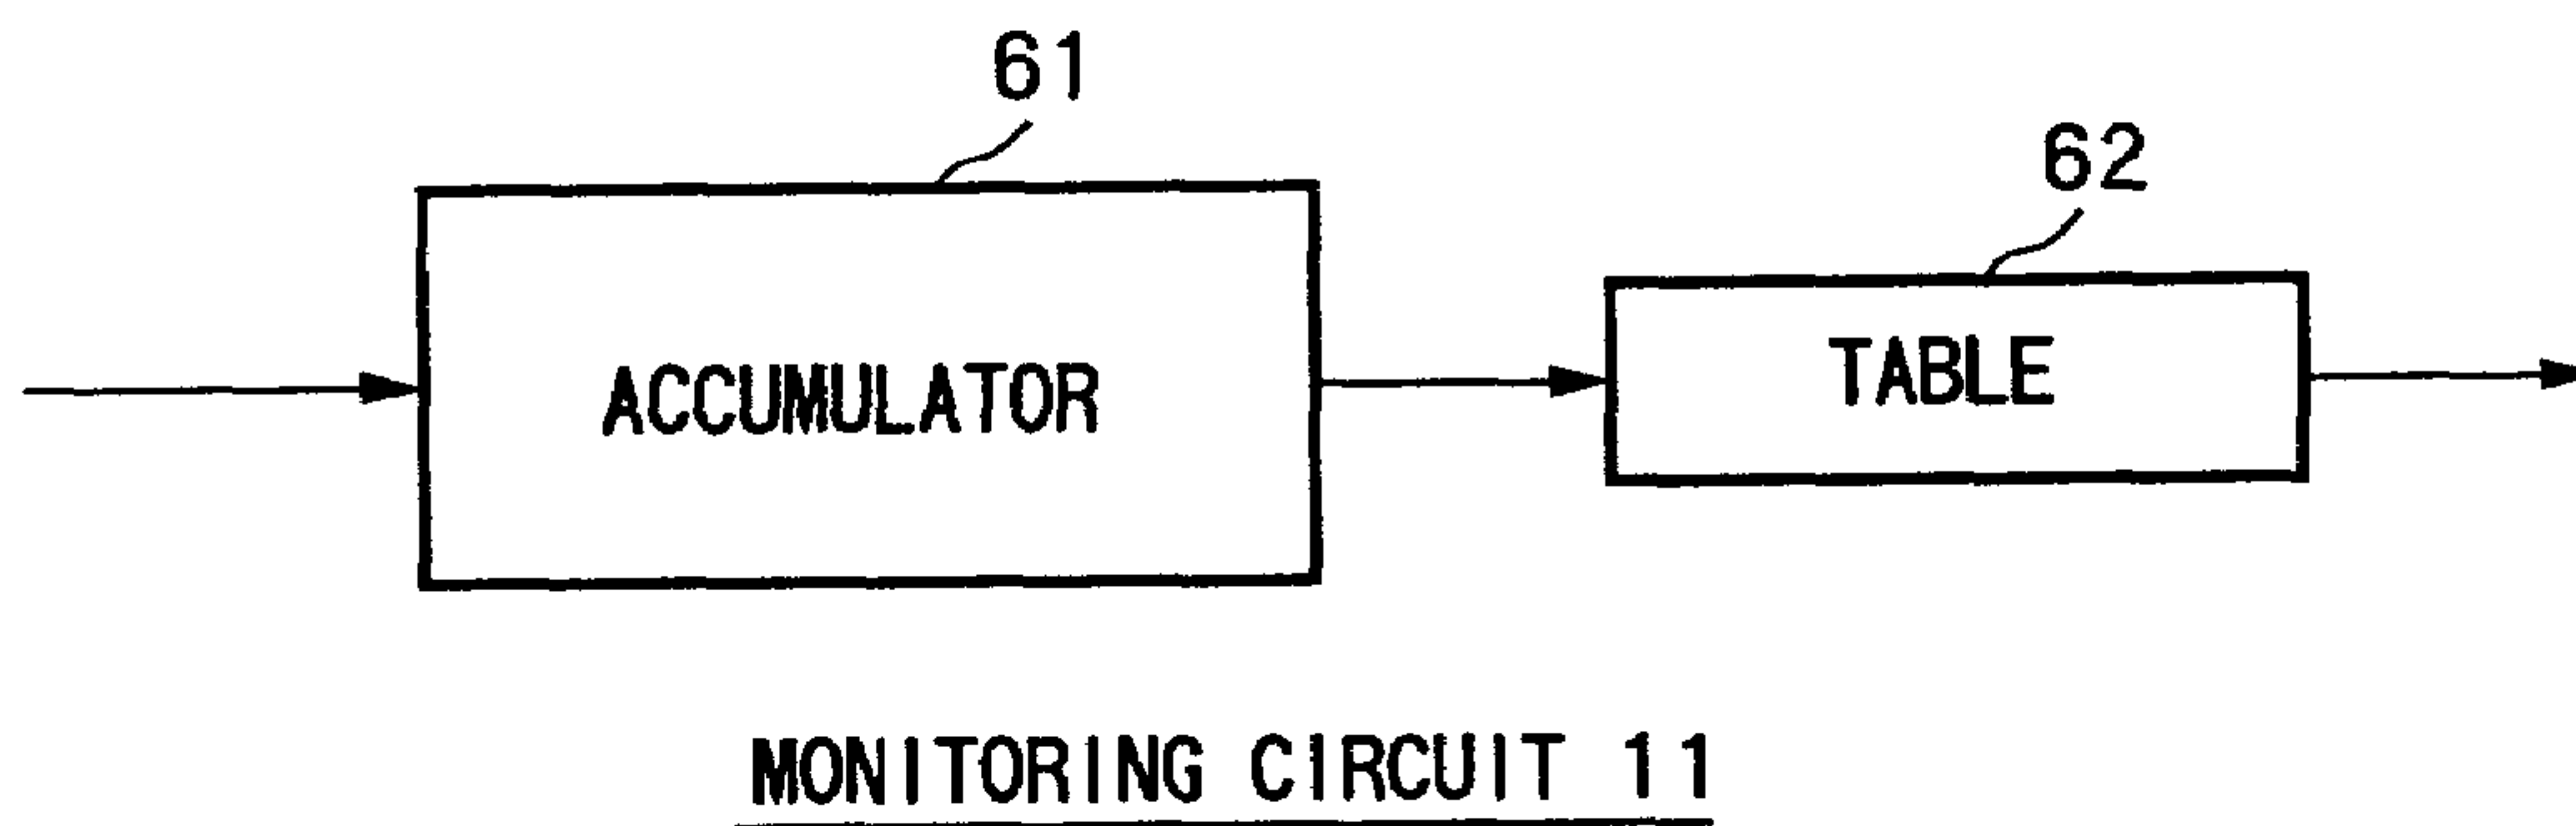 61
62
ACCUMULATOR
TABLE
MONITORING CIRCUIT 11